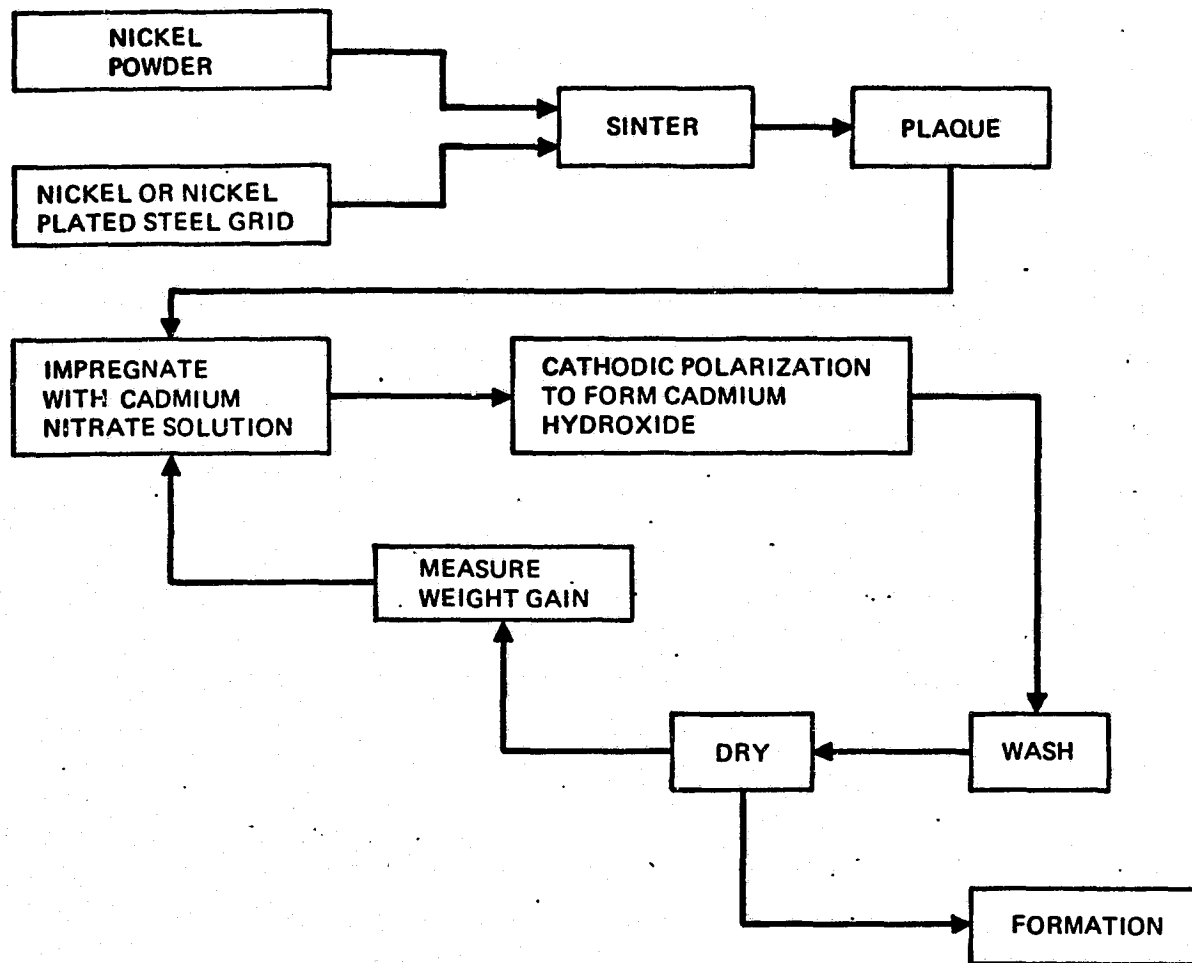 NICKEL
POWDER
SINTER
PLAQUE
NICKEL OR NICKEL
PLATED STEEL GRID
IMPREGNATE
WITH CADMIUM
NITRATE SOLUTION
CATHODIC POLARIZATION
TO FORM CADMIUM
HYDROXIDE
MEASURE
WEIGHT GAIN
DRY
WASH
FORMATION